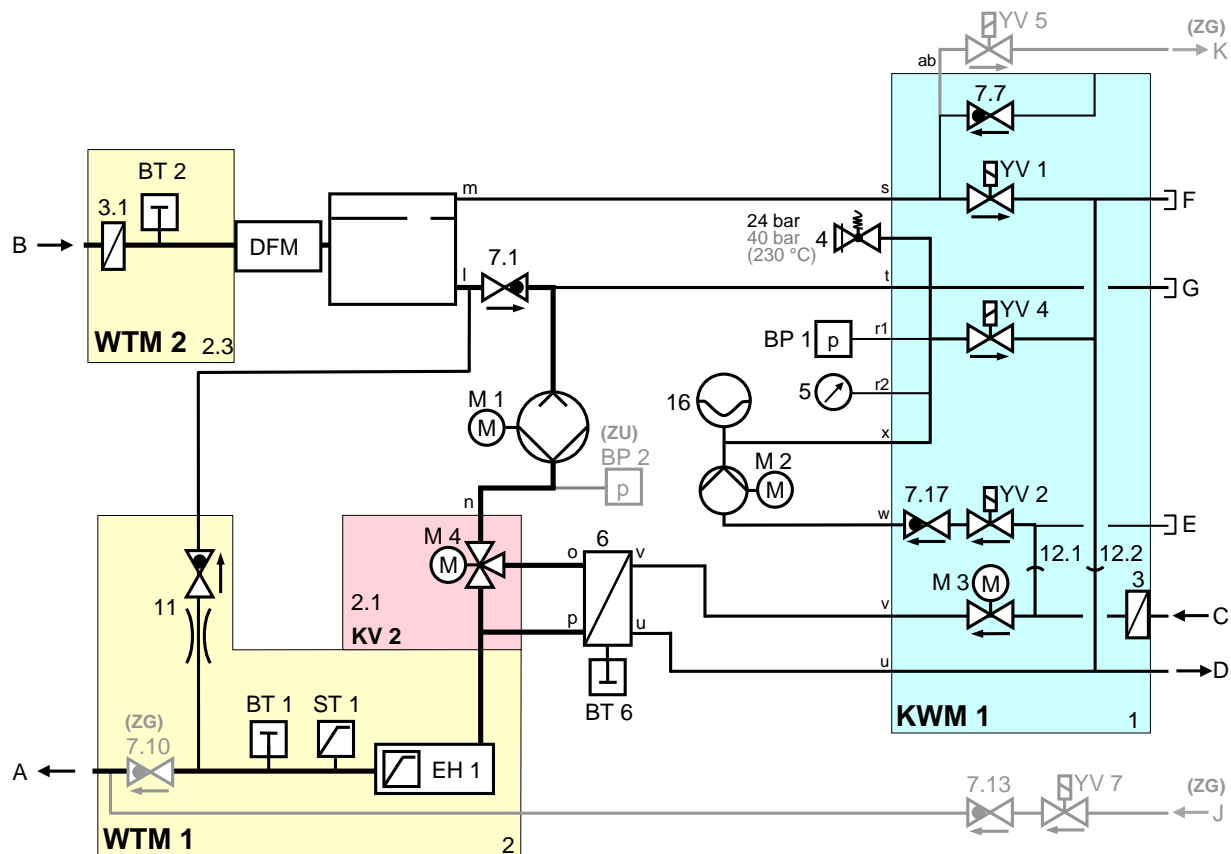 YV 5
(ZG)
K
ab
7.7
BT 2
3.1
m
s
YV 1
F
B
DFM
24 bar
40 bar
(230 °C)
4
7.1
l
t
G
YV 4
WTM 2
2.3
BP 1
p
r1
M 1
M
16
5
r2
(ZU)
BP 2
p
x
M 2
M
n
7.17
YV 2
w
E
M 4
M
6
o
v
12.1
12.2
3
M 3
M
11
2.1
KV 2
p
u
v
C
u
D
BT 1
ST 1
BT 6
KWM 1
1
(ZG)
7.10
A
EH 1
7.13
YV 7
(ZG)
J
WTM 1
2